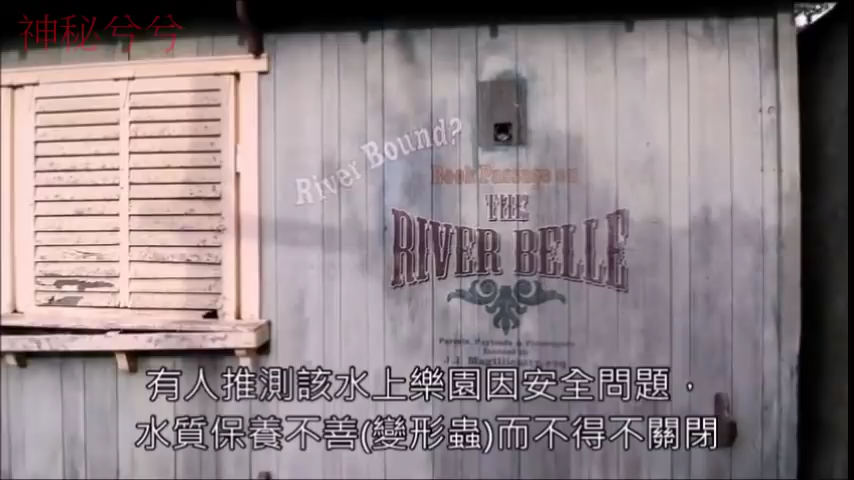 神秘兮兮
River Bound?
Book Passage on
THE
RIVER BELLE
有人推測該水上樂園因安全問題，
水質保養不善(變形蟲)而不得不關閉